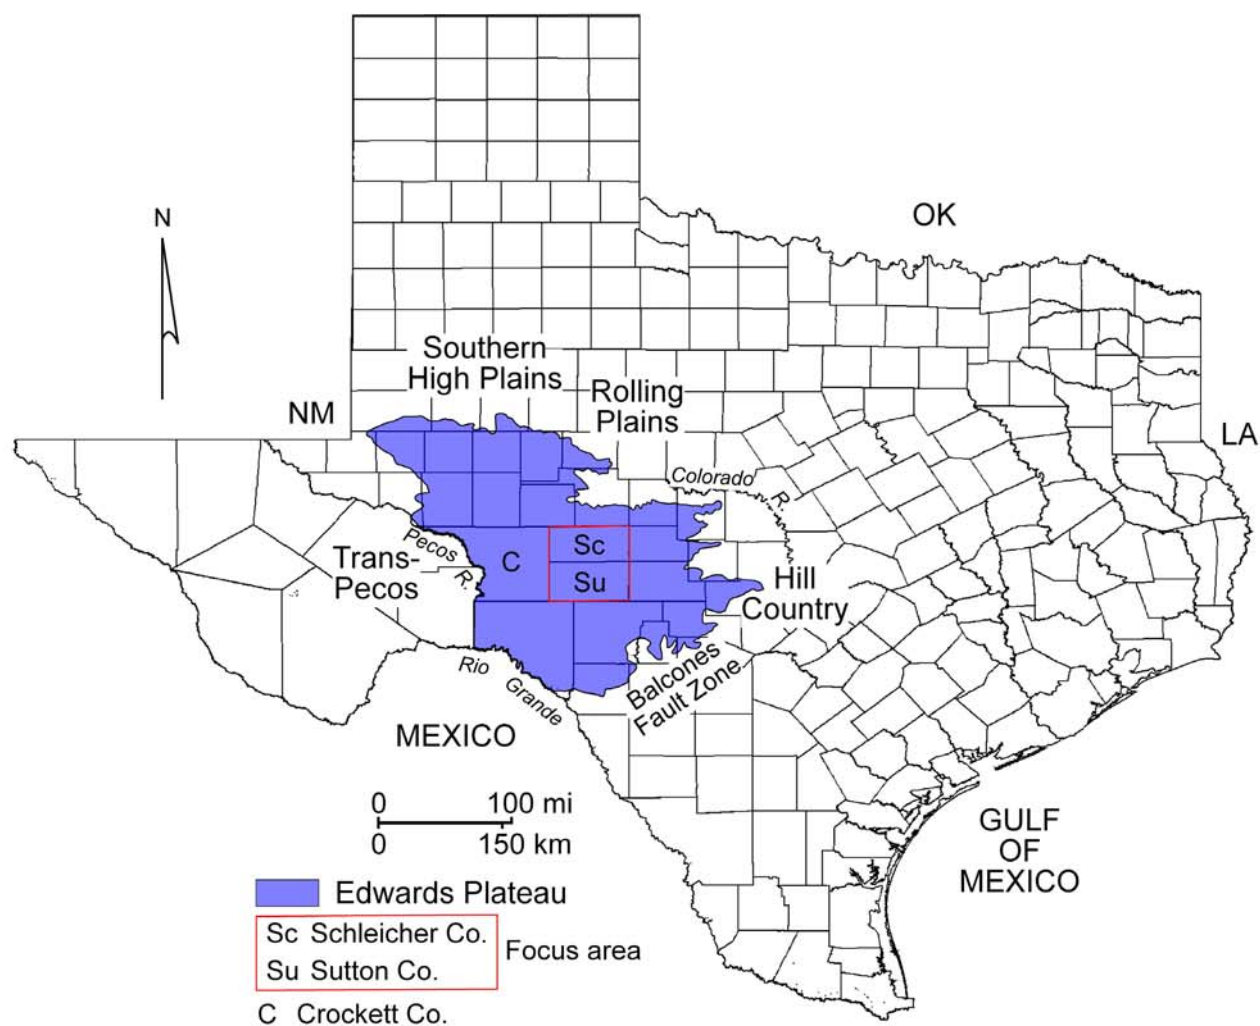 N
OK
Southern
High Plains
Rolling
Plains
NM
LA
Colorado R.
Pecos R.
Trans-
Pecos
C
Sc
Su
Hill
Country
Balcones
Fault Zone
Rio Grande
MEXICO
0 100 mi
0 150 km
GULF
OF
MEXICO
Edwards Plateau
Sc Schleicher Co.
Focus area
Su Sutton Co.
C Crockett Co.